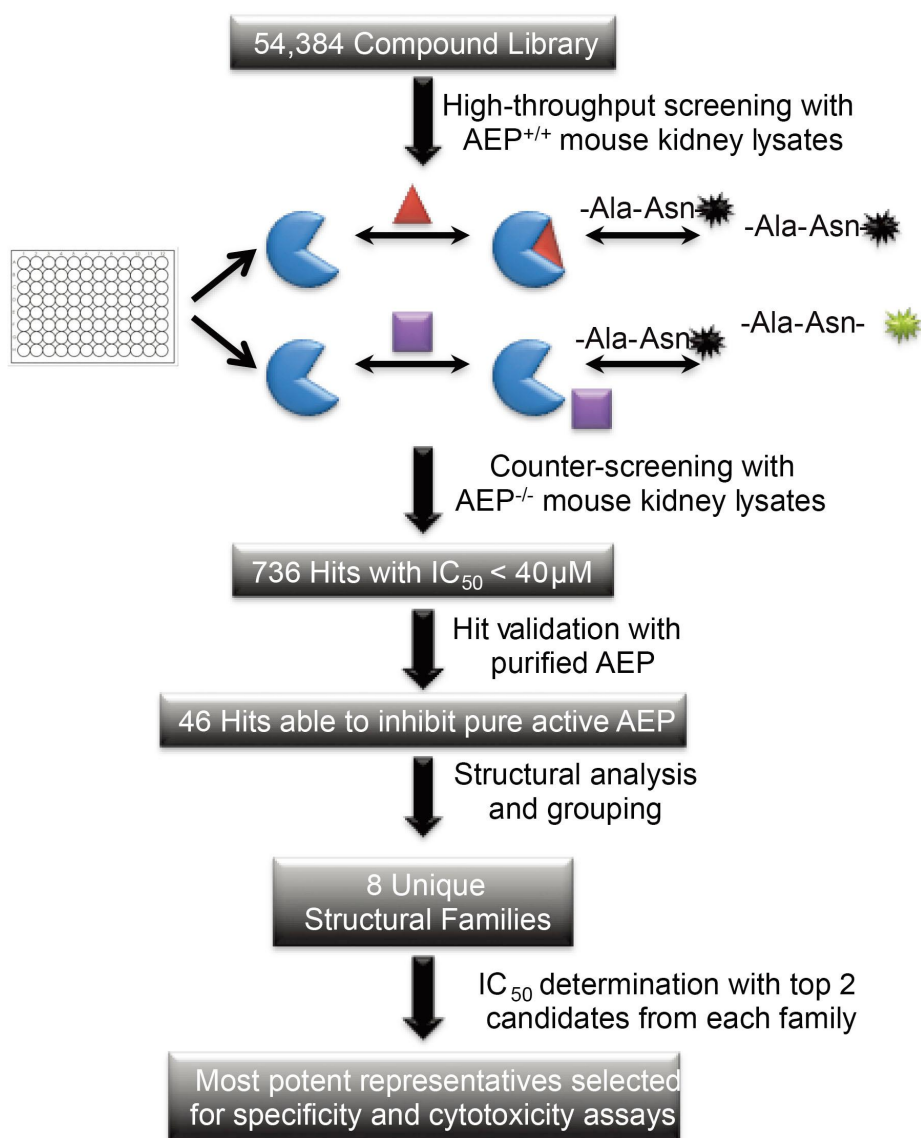 54,384 Compound Library
High-throughput screening with
AEP+/+ mouse kidney lysates
-Ala-Asn-
-Ala-Asn-
-Ala-Asn-
-Ala-Asn-
Counter-screening with
AEP-/- mouse kidney lysates
736 Hits with IC50 < 40µM
Hit validation with
purified AEP
46 Hits able to inhibit pure active AEP
Structural analysis
and grouping
8 Unique
Structural Families
IC50 determination with top 2
candidates from each family
Most potent representatives selected
for specificity and cytotoxicity assays